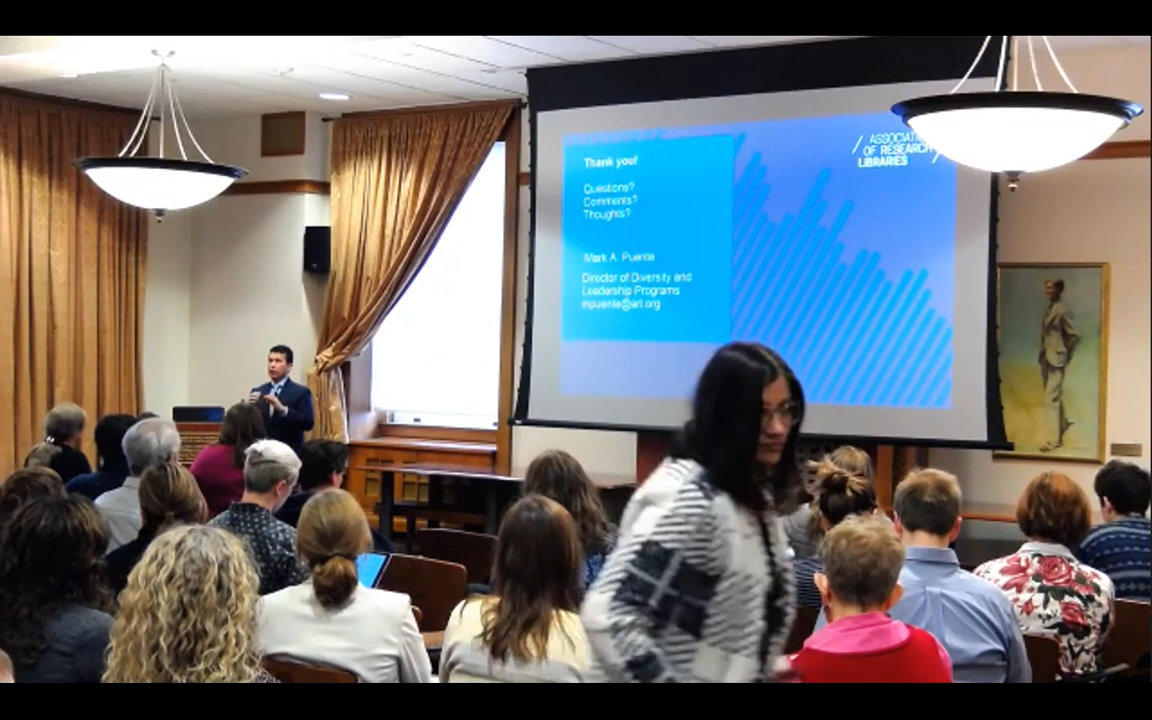 Thank you!
Questions?
Comments?
Thoughts?
Mark A. Puente
Director of Diversity and
Leadership Programs
mpuente@arl.org
OF RESEARCH
LIBRARIES